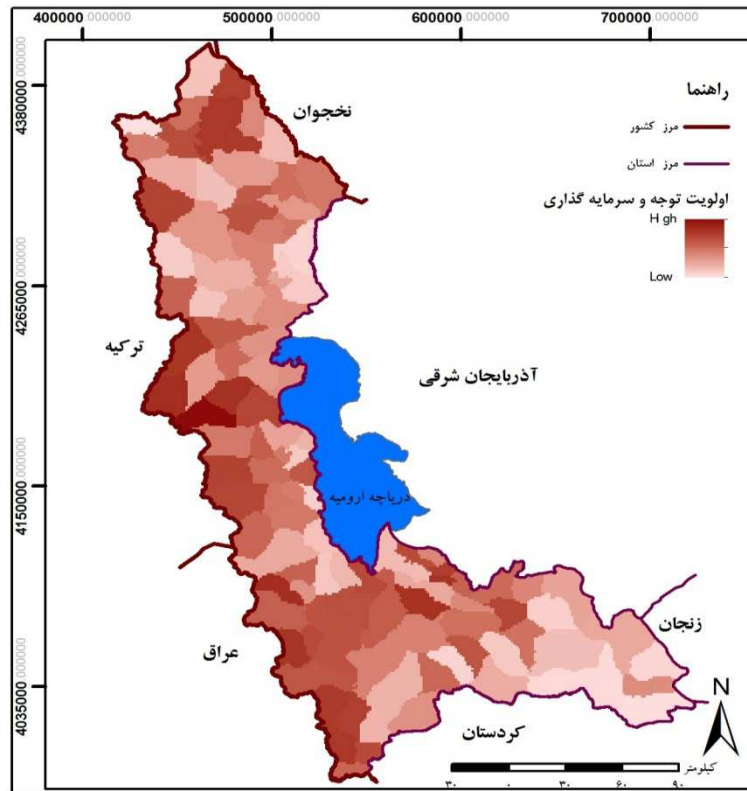 400000.000000 500000.000000 600000.000000 700000.000000
4380000.000000
4265000.000000
4150000.000000
4035000.000000
راهنما
مرز کشور
مرز استان
اولویت توجه و سرمایه گذاری
High
Low
نخجوان
ترکیه
آذربایجان شرقی
دریاچه ارومیه
عراق
زنجان
کردستان
N
کیلومتر
۳۰ ۰ ۳۰ ۶۰ ۹۰